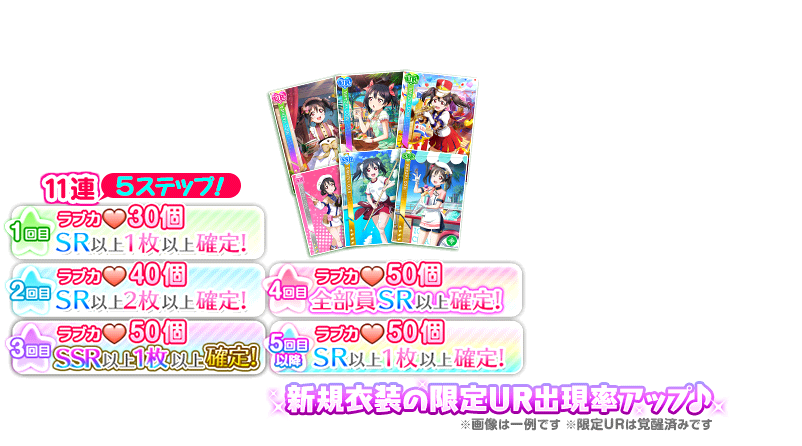 11連 5ステップ!
1回目 ラブカ❤30個
SR以上1枚以上確定!
2回目 ラブカ❤40個
SR以上2枚以上確定!
3回目 ラブカ❤50個
SSR以上1枚以上確定!
4回目 ラブカ❤50個
全部員SR以上確定!
5回目以降 ラブカ❤50個
SR以上1枚以上確定!
新規衣装の限定UR出現率アップ♪
※画像は一例です ※限定URは覚醒済みです